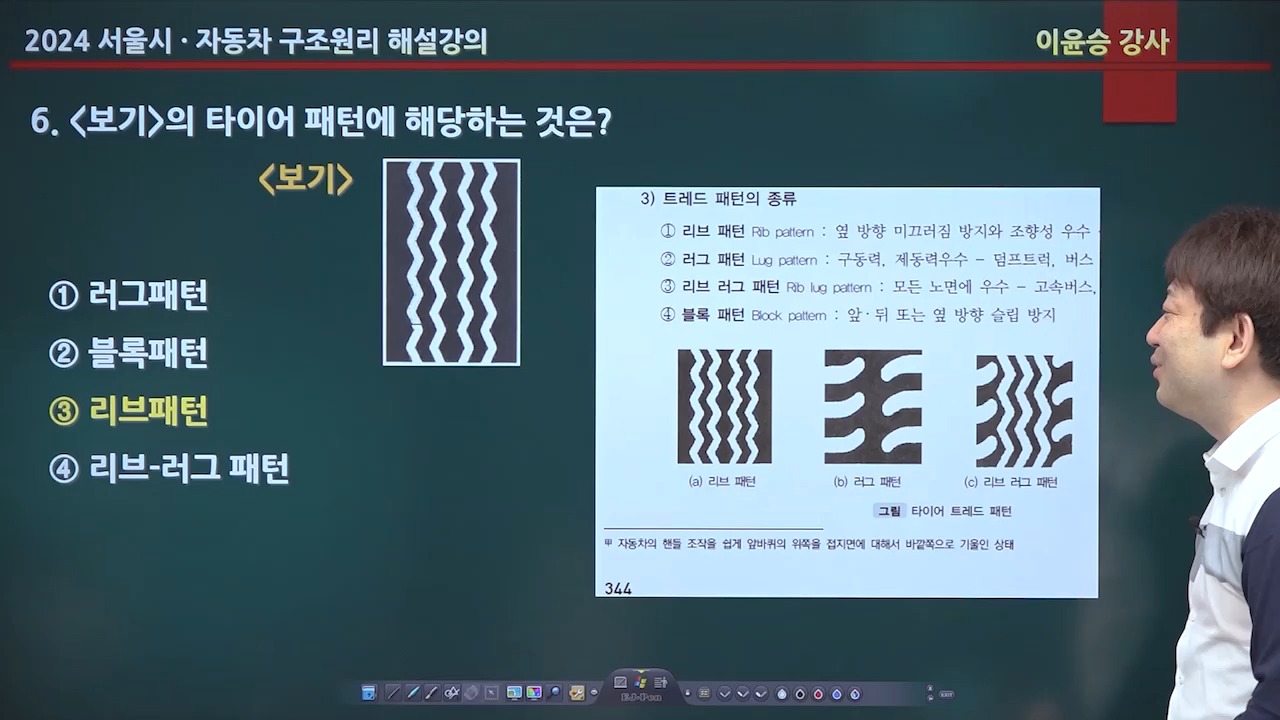 2024 서울시 · 자동차 구조원리 해설강의
이윤승 강사
6. <보기>의 타이어 패턴에 해당하는 것은?
<보기>
① 러그패턴
② 블록패턴
③ 리브패턴
④ 리브-러그 패턴
3) 트레드 패턴의 종류
① 리브 패턴 Rib pattern : 옆 방향 미끄러짐 방지와 조향성 우수
② 러그 패턴 Lug pattern : 구동력, 제동력우수 - 덤프트럭, 버스
③ 리브 러그 패턴 Rib lug pattern : 모든 노면에 우수 - 고속버스,
④ 블록 패턴 Block pattern : 앞·뒤 또는 옆 방향 슬립 방지
(a) 리브 패턴
(b) 러그 패턴
(c) 리브 러그 패턴
그림 타이어 트레드 패턴
자동차의 핸들 조작을 쉽게 앞바퀴의 위쪽을 접지면에 대해서 바깥쪽으로 기울인 상태
344
EXIT